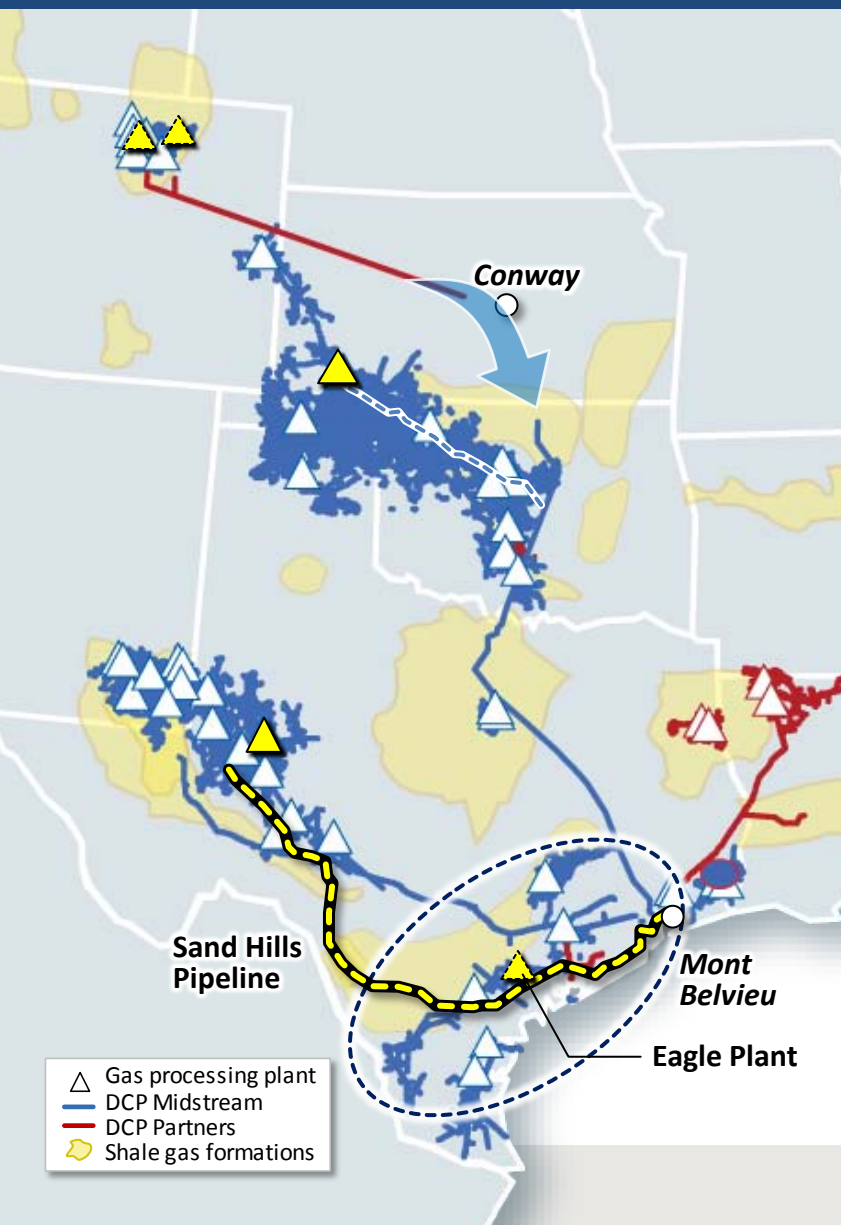 Conway
Sand Hills
Pipeline
Mont
Belvieu
Eagle Plant
Gas processing plant
DCP Midstream
DCP Partners
Shale gas formations